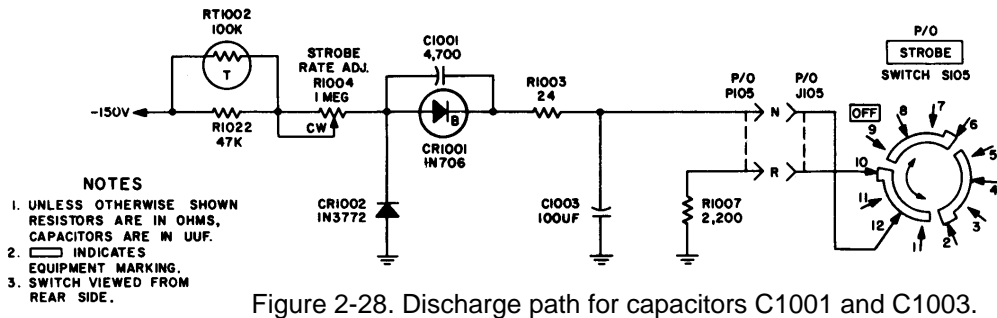 RT1002
100K
T
-150V
R1022
47K
STROBE
RATE ADJ.
R1004
1 MEG
CW
C1001
4,700
B
CR1001
1N706
R1003
24
CR1002
1N3772
C1003
100UF
R1007
2,200
P/O
P105
P/O
J105
N
R
P/O
STROBE
SWITCH S105
OFF
9
8
7
6
5
4
3
2
1
12
11
10
NOTES
1. UNLESS OTHERWISE SHOWN
RESISTORS ARE IN OHMS,
CAPACITORS ARE IN UUF.
2. INDICATES
EQUIPMENT MARKING.
3. SWITCH VIEWED FROM
REAR SIDE.
Figure 2-28. Discharge path for capacitors C1001 and C1003.